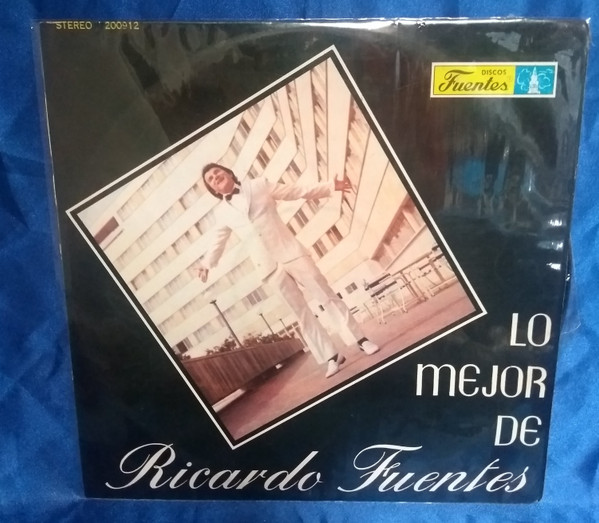 STEREO 200912
DISCOS
Fuentes
LO
MEJOR
DE
Ricardo Fuentes